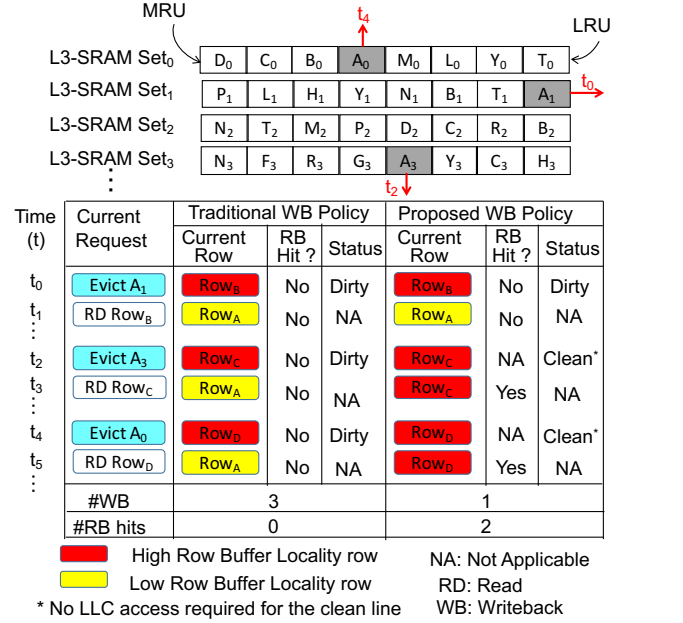 MRU
t4
LRU
L3-SRAM Set0 D0 C0 B0 A0 M0 L0 Y0 T0
t0
L3-SRAM Set1 P1 L1 H1 Y1 N1 B1 T1 A1
L3-SRAM Set2 N2 T2 M2 P2 D2 C2 R2 B2
L3-SRAM Set3 N3 F3 R3 G3 A3 Y3 C3 H3
t2
Time (t) Current Request Traditional WB Policy Proposed WB Policy
Current Row RB Hit ? Status Current Row RB Hit ? Status
t0 Evict A1 RowB No Dirty RowB No Dirty
t1 RD RowB RowA No NA RowA No NA
t2 Evict A3 RowC No Dirty RowC NA Clean*
t3 RD RowC RowA No NA RowC Yes NA
t4 Evict A0 RowD No Dirty RowD NA Clean*
t5 RD RowD RowA No NA RowD Yes NA
#WB 3 1
#RB hits 0 2
High Row Buffer Locality row NA: Not Applicable
Low Row Buffer Locality row RD: Read
* No LLC access required for the clean line WB: Writeback